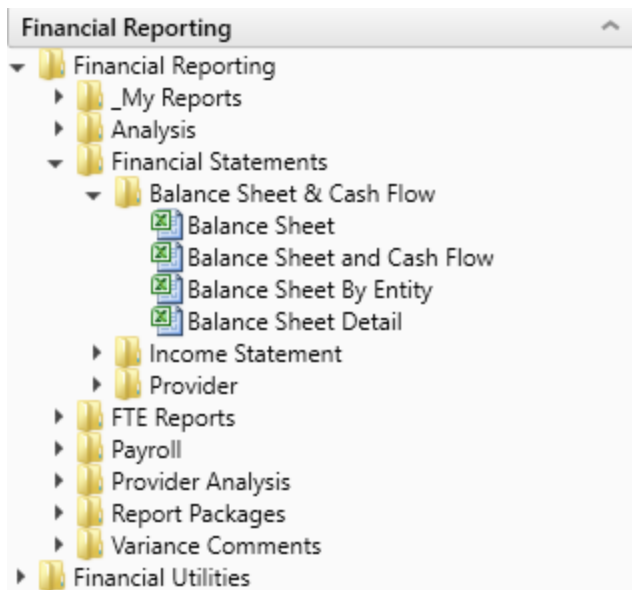 Financial Reporting
Financial Reporting
_My Reports
Analysis
Financial Statements
Balance Sheet & Cash Flow
Balance Sheet
Balance Sheet and Cash Flow
Balance Sheet By Entity
Balance Sheet Detail
Income Statement
Provider
FTE Reports
Payroll
Provider Analysis
Report Packages
Variance Comments
Financial Utilities